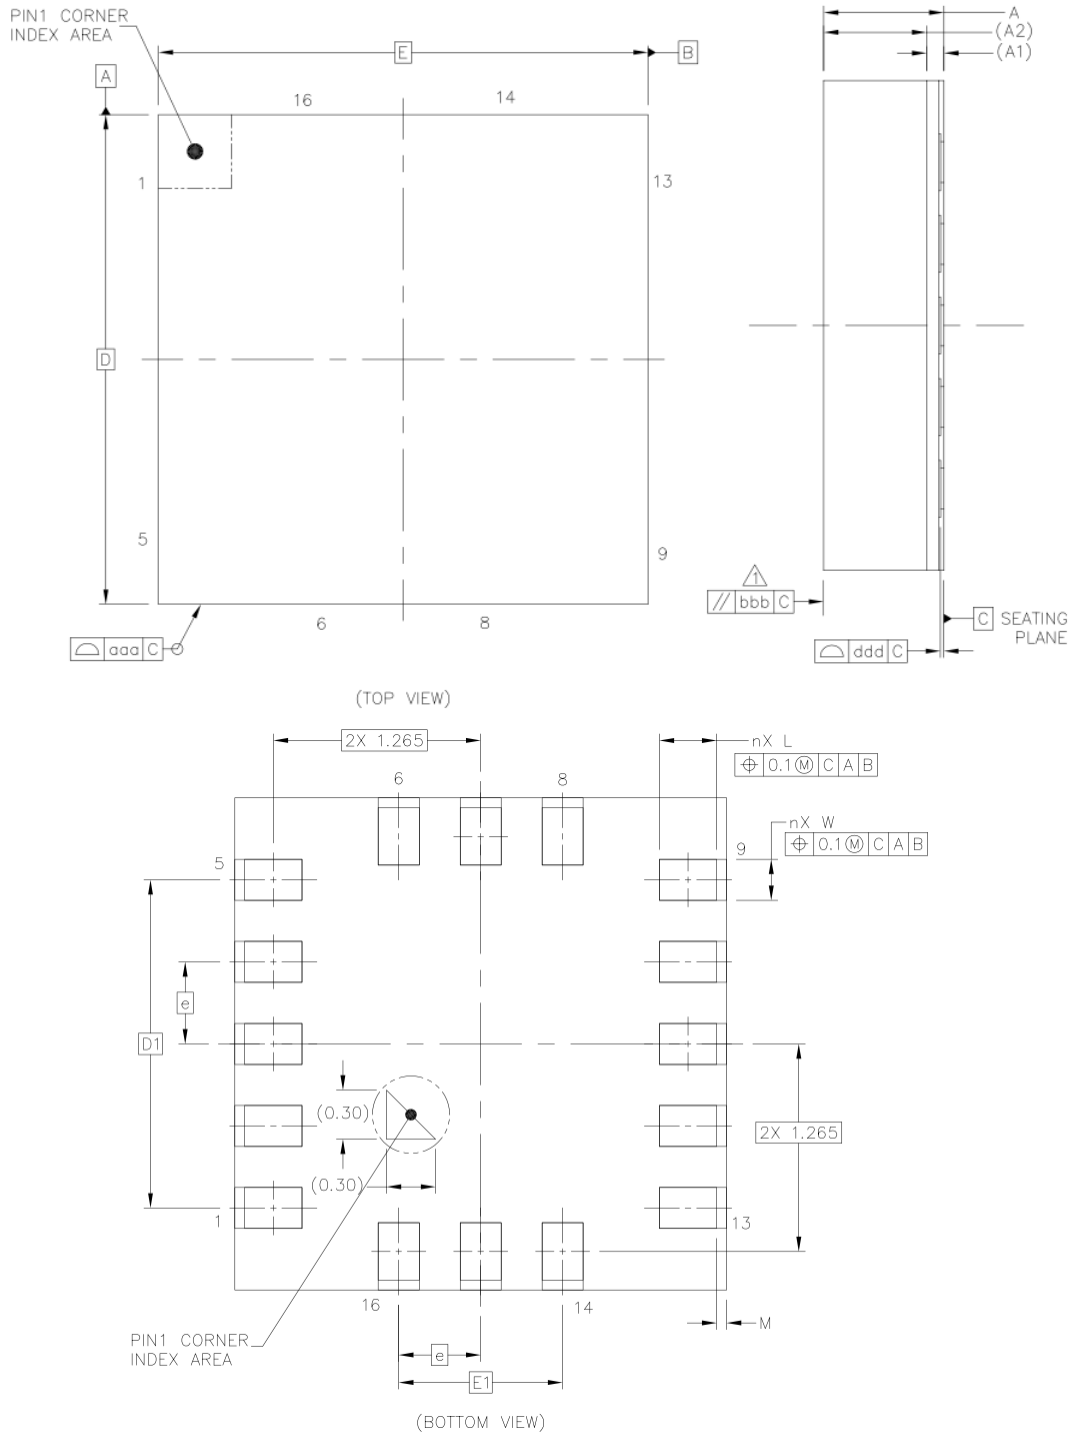 PIN1 CORNER
INDEX AREA
A
E
B
16
14
1
13
D
5
9
6
8
aaa C
(TOP VIEW)
A
(A2)
(A1)
1
// bbb C
C SEATING
PLANE
ddd C
2X 1.265
6
8
nX L
⌖ 0.1 Ⓜ C A B
nX W
⌖ 0.1 Ⓜ C A B
5
9
e
D1
(0.30)
(0.30)
2X 1.265
1
13
16
14
M
PIN1 CORNER
INDEX AREA
e
E1
(BOTTOM VIEW)